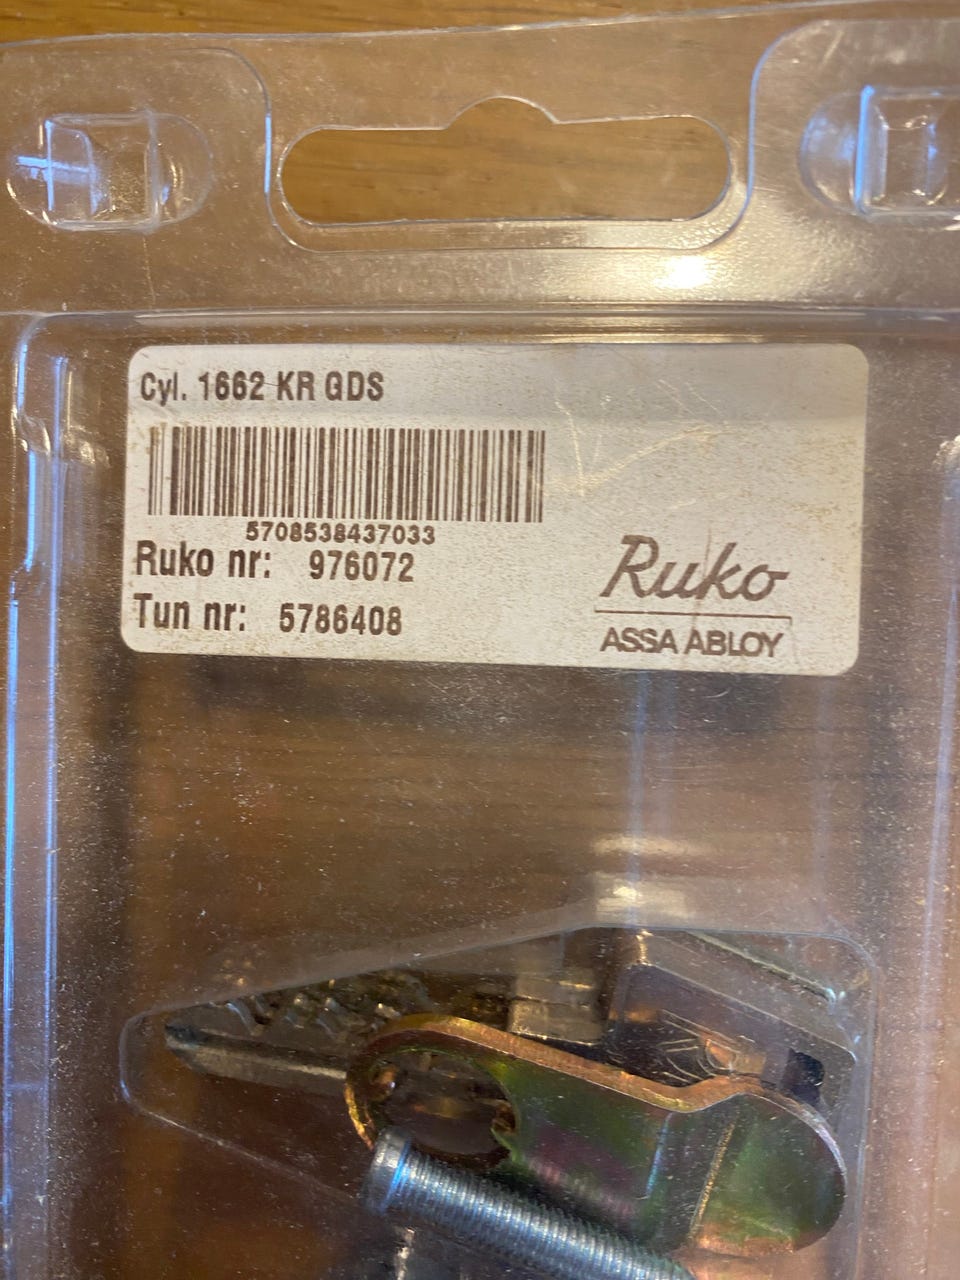 Cyl. 1662 KR GDS
5708538437033
Ruko nr: 976072
Tun nr: 5786408
Ruko
ASSA ABLOY